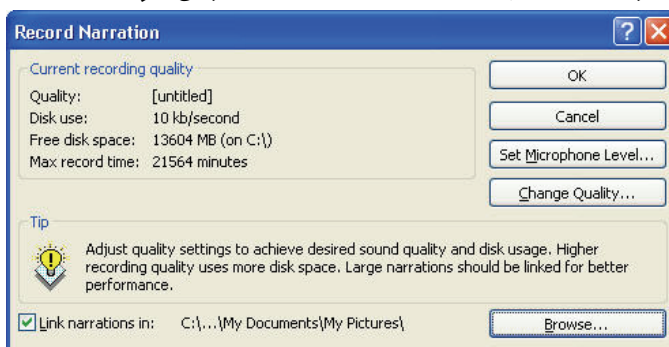 Record Narration
Current recording quality
Quality: [untitled]
Disk use: 10 kb/second
Free disk space: 13604 MB (on C:\)
Max record time: 21564 minutes
OK
Cancel
Set Microphone Level...
Change Quality...
Tip
Adjust quality settings to achieve desired sound quality and disk usage. Higher
recording quality uses more disk space. Large narrations should be linked for better
performance.
Link narrations in: C:\...\My Documents\My Pictures\
Browse...